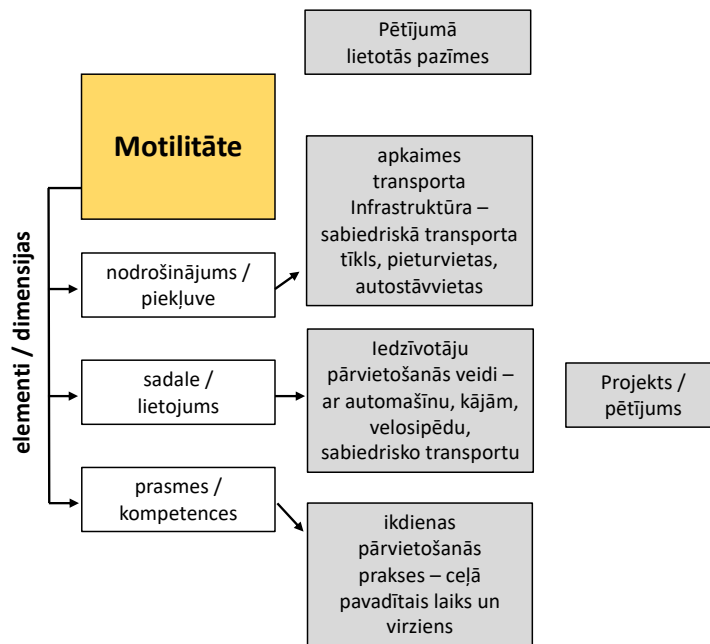 Pētījumā
lietotās pazīmes
Motilitāte
elementi / dimensijas
nodrošinājums /
piekļuve
apkaimes
transporta
Infrastruktūra –
sabiedriskā transporta
tīkls, pieturvietas,
autostāvvietas
sadale /
lietojums
Iedzīvotāju
pārvietošanās veidi –
ar automašīnu, kājām,
velosipēdu,
sabiedrisko transportu
Projekts /
pētījums
prasmes /
kompetences
ikdienas
pārvietošanās
prakses – ceļā
pavadītais laiks un
virziens